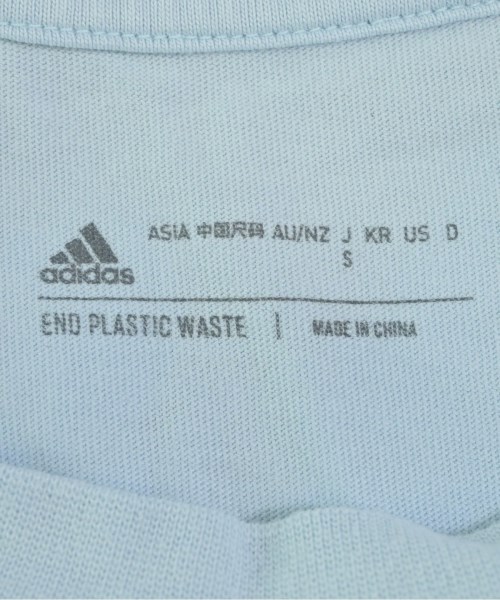 adidas
ASIA 中国尺码 AU/NZ J KR US D
S
END PLASTIC WASTE | MADE IN CHINA